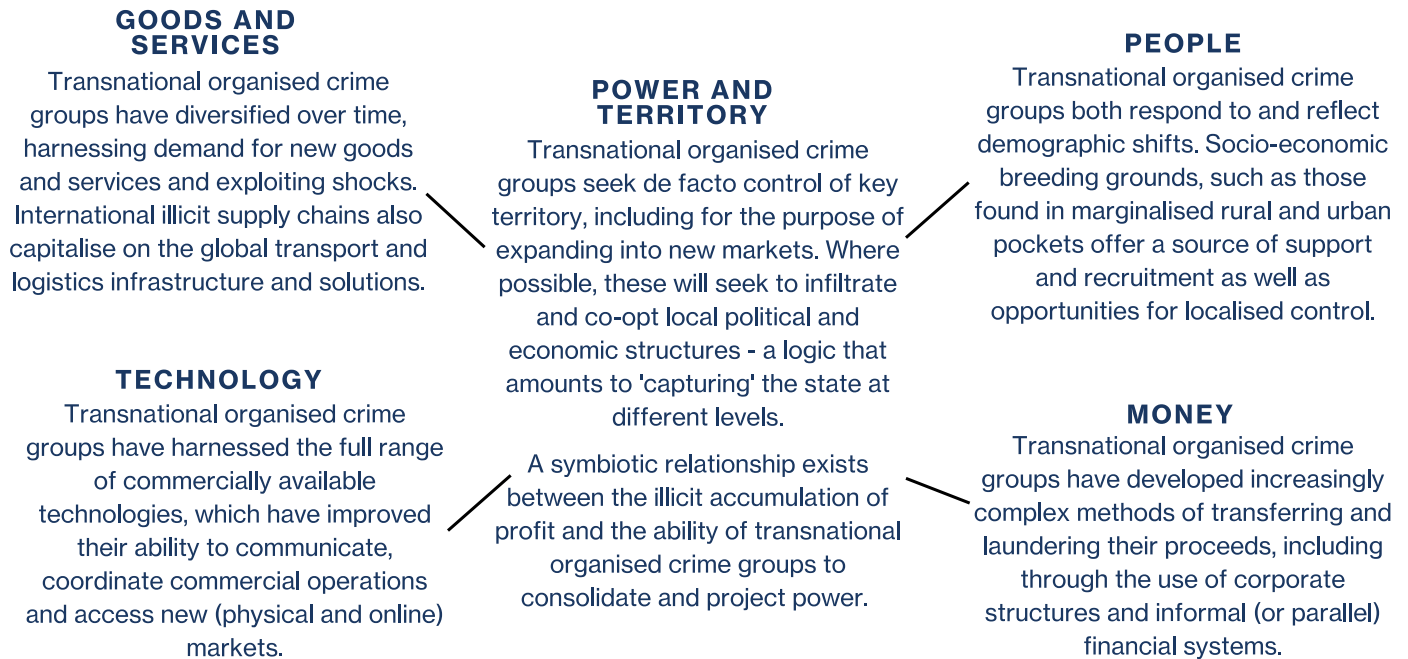 GOODS AND
SERVICES
Transnational organised crime
groups have diversified over time,
harnessing demand for new goods
and services and exploiting shocks.
International illicit supply chains also
capitalise on the global transport and
logistics infrastructure and solutions.
TECHNOLOGY
Transnational organised crime
groups have harnessed the full range
of commercially available
technologies, which have improved
their ability to communicate,
coordinate commercial operations
and access new (physical and online)
markets.
POWER AND
TERRITORY
Transnational organised crime
groups seek de facto control of key
territory, including for the purpose of
expanding into new markets. Where
possible, these will seek to infiltrate
and co-opt local political and
economic structures - a logic that
amounts to 'capturing' the state at
different levels.
A symbiotic relationship exists
between the illicit accumulation of
profit and the ability of transnational
organised crime groups to
consolidate and project power.
PEOPLE
Transnational organised crime
groups both respond to and reflect
demographic shifts. Socio-economic
breeding grounds, such as those
found in marginalised rural and urban
pockets offer a source of support
and recruitment as well as
opportunities for localised control.
MONEY
Transnational organised crime
groups have developed increasingly
complex methods of transferring and
laundering their proceeds, including
through the use of corporate
structures and informal (or parallel)
financial systems.